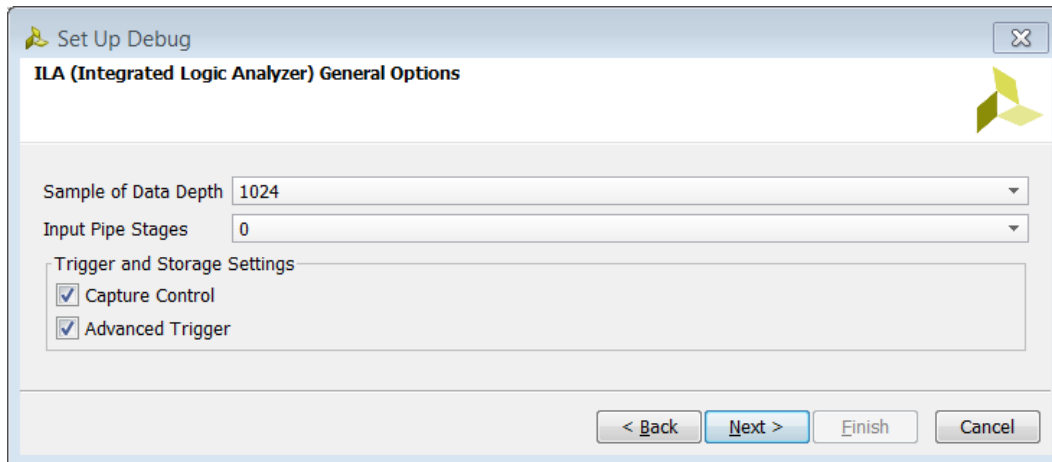 Set Up Debug
ILA (Integrated Logic Analyzer) General Options
Sample of Data Depth 1024
Input Pipe Stages 0
Trigger and Storage Settings
Capture Control
Advanced Trigger
< Back Next > Finish Cancel